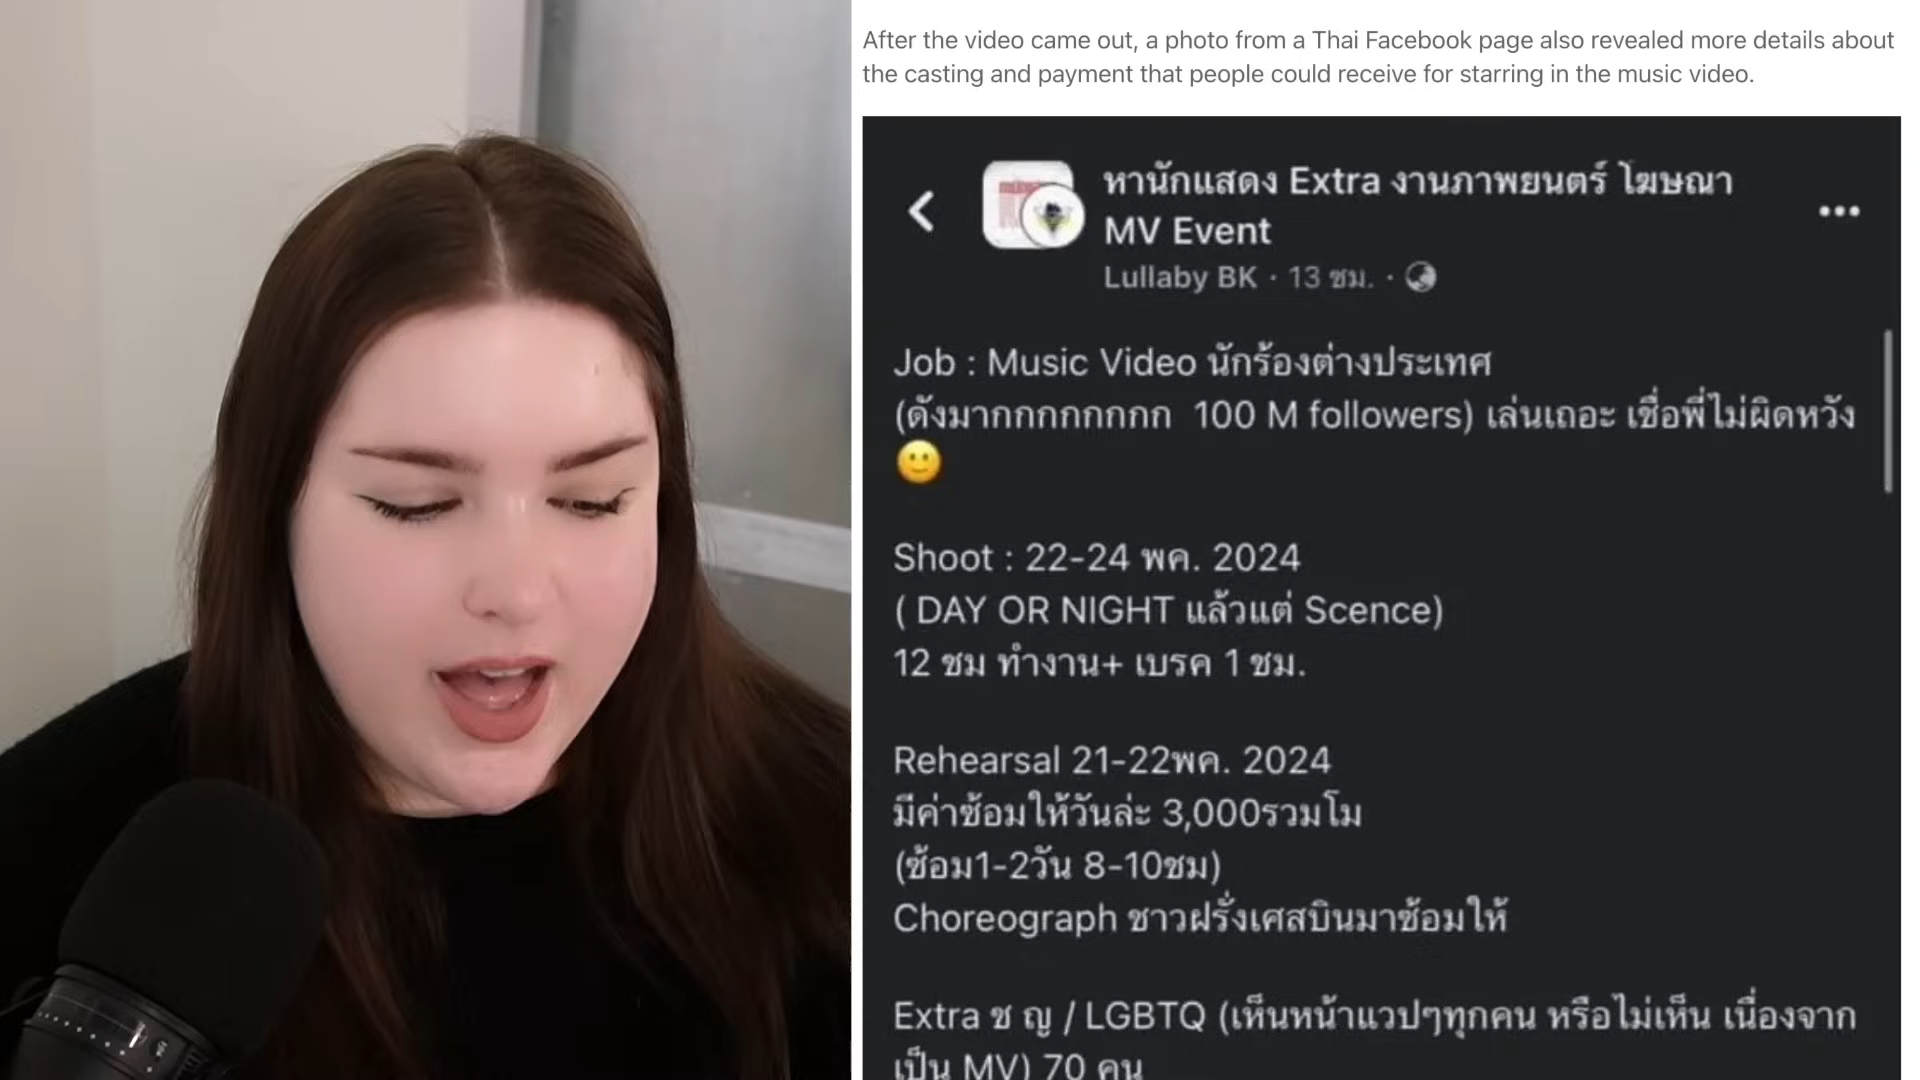 After the video came out, a photo from a Thai Facebook page also revealed more details about
the casting and payment that people could receive for starring in the music video.
หานักแสดง Extra งานภาพยนตร์ โฆษณา
MV Event
Lullaby BK · 13 ชม. ·
Job : Music Video นักร้องต่างประเทศ
(ดังมากกกกกกกก 100 M followers) เล่นเถอะ เชื่อพี่ไม่ผิดหวัง
🙂
Shoot : 22-24 พค. 2024
( DAY OR NIGHT แล้วแต่ Scence)
12 ชม ทำงาน+ เบรค 1 ชม.
Rehearsal 21-22พค. 2024
มีค่าซ้อมให้วันล่ะ 3,000รวมโม
(ซ้อม1-2วัน 8-10ชม)
Choreograph ชาวฝรั่งเศสบินมาซ้อมให้
Extra ช ญ / LGBTQ (เห็นหน้าแวปๆทุกคน หรือไม่เห็น เนื่องจาก
เป็น MV) 70 คน